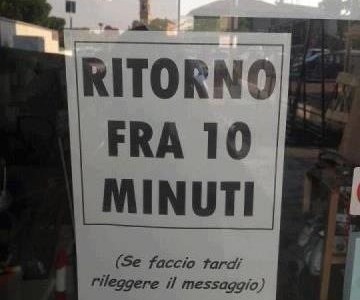 RITORNO
FRA 10
MINUTI
(Se faccio tardi
rileggere il messaggio)